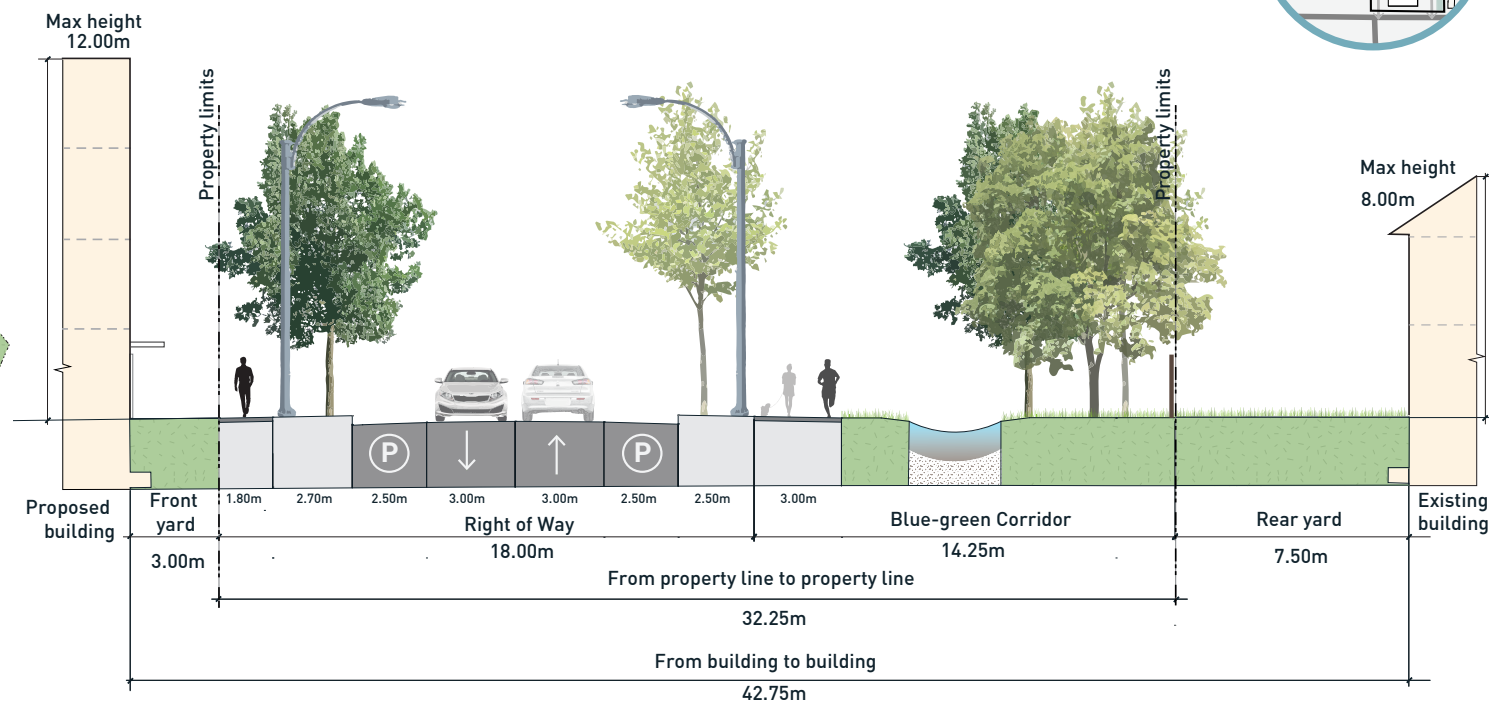 Max height
12.00m
Property limits
Property limits
Max height
8.00m
P
P
1.80m
2.70m
2.50m
3.00m
3.00m
2.50m
2.50m
3.00m
Proposed
building
Front
yard
3.00m
Right of Way
18.00m
Blue-green Corridor
14.25m
Rear yard
7.50m
Existing
building
From property line to property line
32.25m
From building to building
42.75m